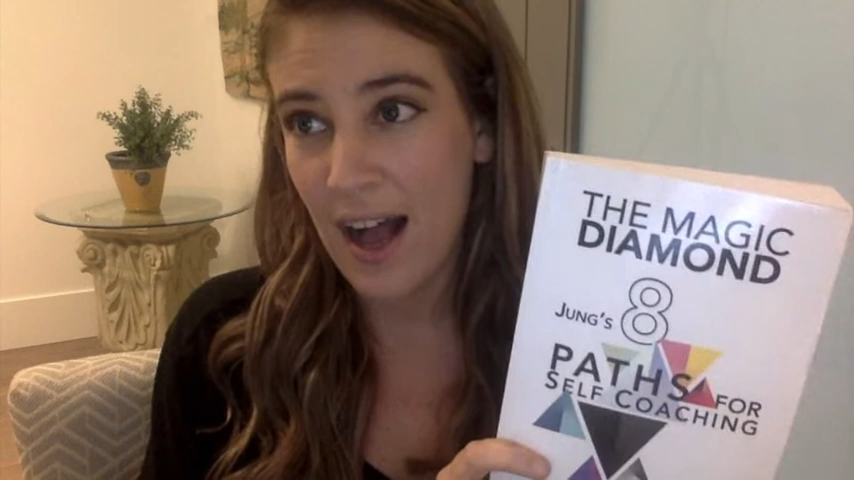 THE MAGIC
DIAMOND
JUNG'S 8
PATHS FOR
SELF COACHING